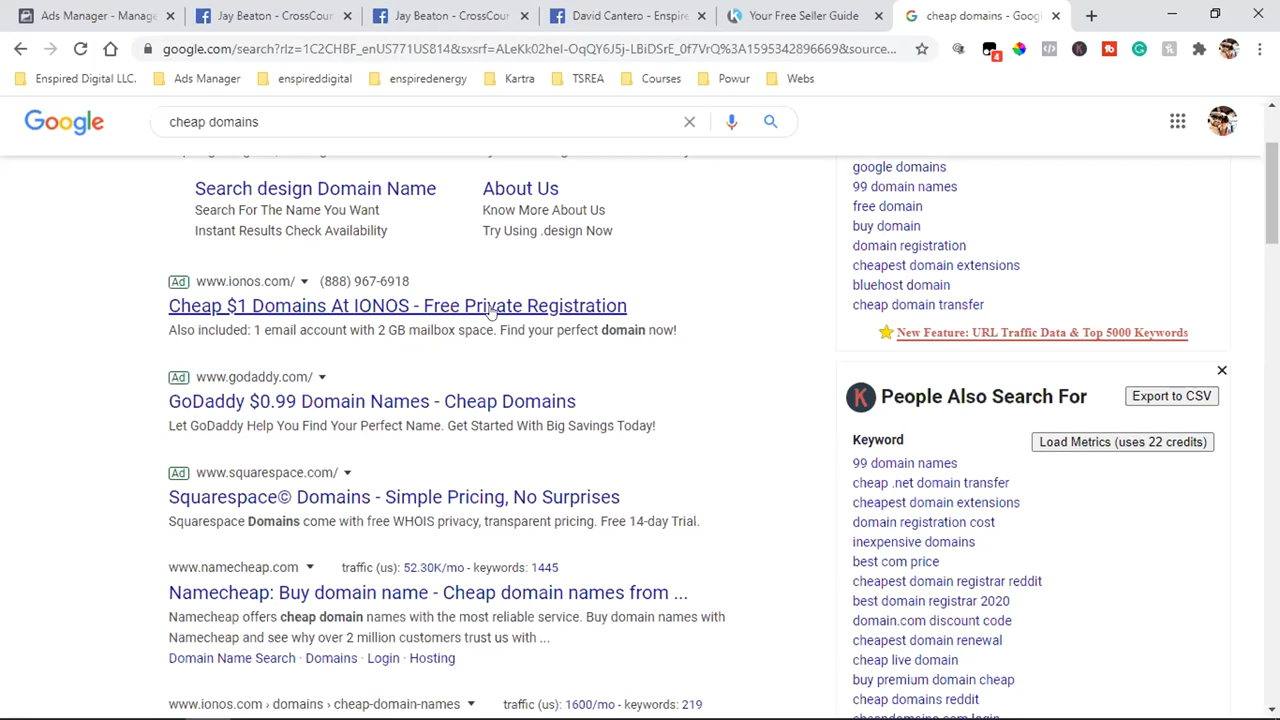 Ads Manager - Manage
Jay Beaton - CrossCour
Jay Beaton - CrossCour
David Cantero - Enspire
Your Free Seller Guide
cheap domains - Googl
google.com/search?rlz=1C2CHBF_enUS771US814&sxsrf=ALeKk02hel-OqQY6J5j-LBiDSrE_0f7VrQ%3A1595342896669&source...
4
Enspired Digital LLC.
Ads Manager
enspireddigital
enspiredenergy
Kartra
TSREA
Courses
Powur
Webs
Google
cheap domains
Search design Domain Name
Search For The Name You Want
Instant Results Check Availability
About Us
Know More About Us
Try Using .design Now
Ad www.ionos.com/ (888) 967-6918
Cheap $1 Domains At IONOS - Free Private Registration
Also included: 1 email account with 2 GB mailbox space. Find your perfect domain now!
Ad www.godaddy.com/
GoDaddy $0.99 Domain Names - Cheap Domains
Let GoDaddy Help You Find Your Perfect Name. Get Started With Big Savings Today!
Ad www.squarespace.com/
Squarespace© Domains - Simple Pricing, No Surprises
Squarespace Domains come with free WHOIS privacy, transparent pricing. Free 14-day Trial.
www.namecheap.com traffic (us): 52.30K/mo - keywords: 1445
Namecheap: Buy domain name - Cheap domain names from ...
Namecheap offers cheap domain names with the most reliable service. Buy domain names with
Namecheap and see why over 2 million customers trust us with ...
Domain Name Search · Domains · Login · Hosting
www.ionos.com › domains › cheap-domain-names traffic (us): 1600/mo - keywords: 219
google domains
99 domain names
free domain
buy domain
domain registration
cheapest domain extensions
bluehost domain
cheap domain transfer
New Feature: URL Traffic Data & Top 5000 Keywords
K People Also Search For
Export to CSV
Keyword
Load Metrics (uses 22 credits)
99 domain names
cheap .net domain transfer
cheapest domain extensions
domain registration cost
inexpensive domains
best com price
cheapest domain registrar reddit
best domain registrar 2020
domain.com discount code
cheapest domain renewal
cheap live domain
buy premium domain cheap
cheap domains reddit